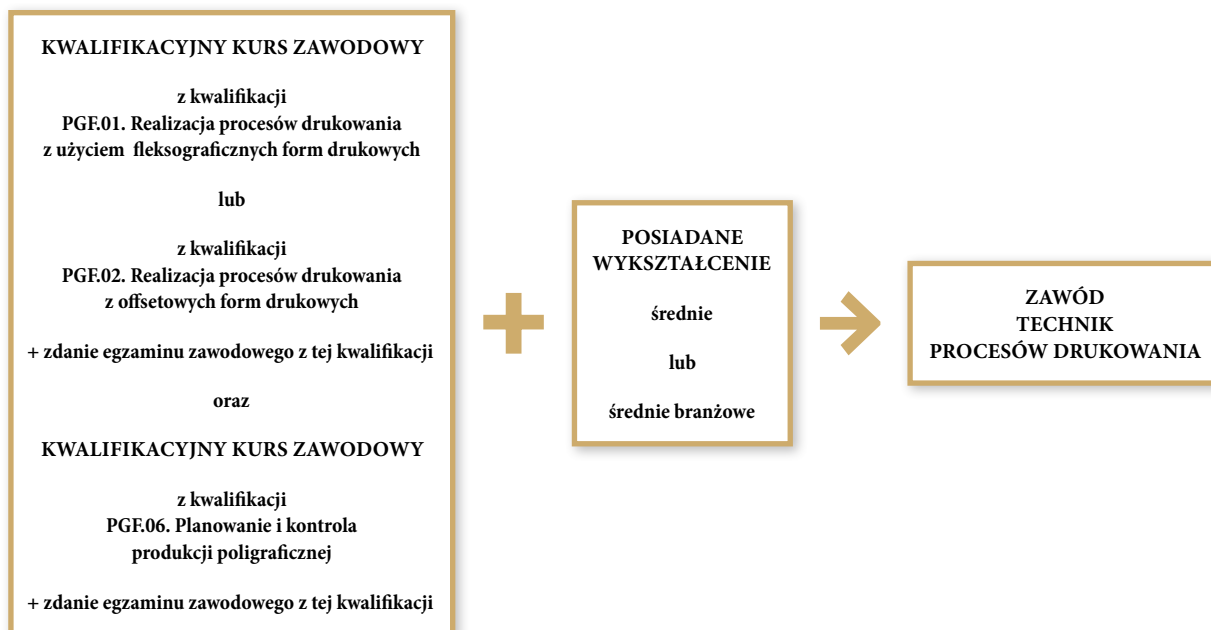 KWALIFIKACYJNY KURS ZAWODOWY
z kwalifikacji
PGF.01. Realizacja procesów drukowania
z użyciem fleksograficznych form drukowych
lub
z kwalifikacji
PGF.02. Realizacja procesów drukowania
z offsetowych form drukowych
+ zdanie egzaminu zawodowego z tej kwalifikacji
oraz
KWALIFIKACYJNY KURS ZAWODOWY
z kwalifikacji
PGF.06. Planowanie i kontrola
produkcji poligraficznej
+ zdanie egzaminu zawodowego z tej kwalifikacji
POSIADANE
WYKSZTAŁCENIE
średnie
lub
średnie branżowe
ZAWÓD
TECHNIK
PROCESÓW DRUKOWANIA